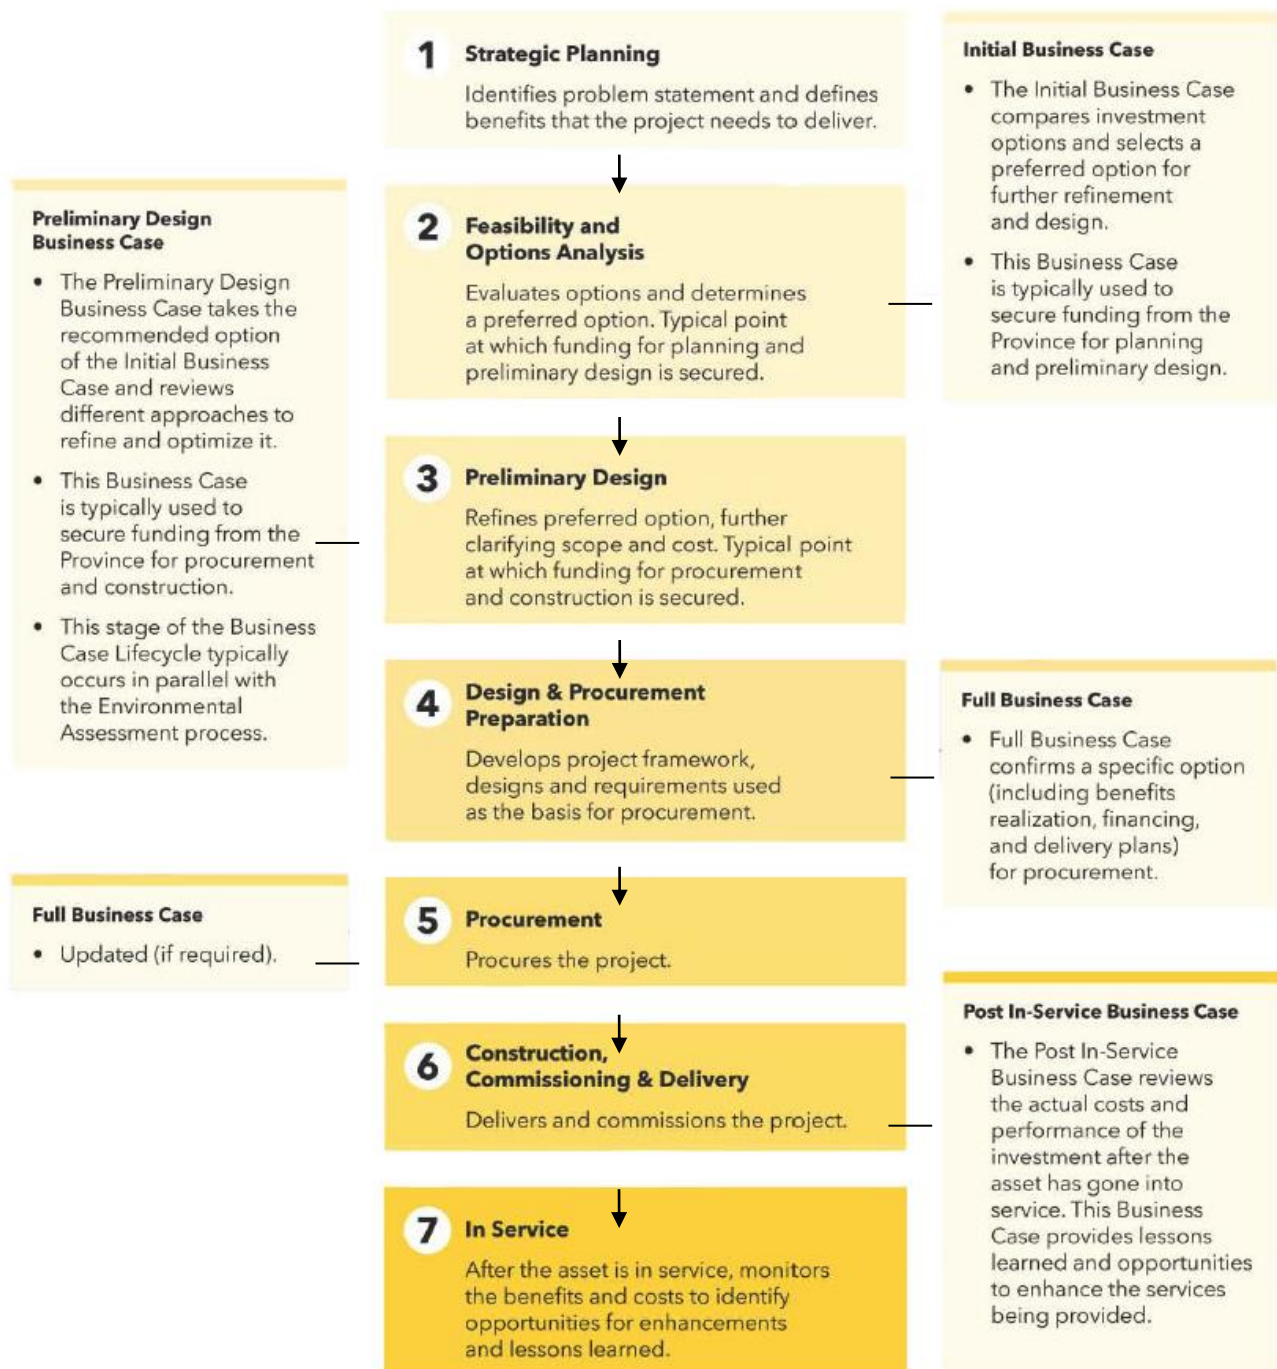 1 Strategic Planning
Identifies problem statement and defines
benefits that the project needs to deliver.
Initial Business Case
• The Initial Business Case
compares investment
options and selects a
preferred option for
further refinement
and design.
• This Business Case
is typically used to
secure funding from the
Province for planning
and preliminary design.
2 Feasibility and
Options Analysis
Evaluates options and determines
a preferred option. Typical point
at which funding for planning and
preliminary design is secured.
Preliminary Design
Business Case
• The Preliminary Design
Business Case takes the
recommended option
of the Initial Business
Case and reviews
different approaches to
refine and optimize it.
• This Business Case
is typically used to
secure funding from the
Province for procurement
and construction.
• This stage of the Business
Case Lifecycle typically
occurs in parallel with
the Environmental
Assessment process.
3 Preliminary Design
Refines preferred option, further
clarifying scope and cost. Typical point
at which funding for procurement
and construction is secured.
4 Design & Procurement
Preparation
Develops project framework,
designs and requirements used
as the basis for procurement.
Full Business Case
• Full Business Case
confirms a specific option
(including benefits
realization, financing,
and delivery plans)
for procurement.
Full Business Case
• Updated (if required).
5 Procurement
Procures the project.
6 Construction,
Commissioning & Delivery
Delivers and commissions the project.
Post In-Service Business Case
• The Post In-Service
Business Case reviews
the actual costs and
performance of the
investment after the
asset has gone into
service. This Business
Case provides lessons
learned and opportunities
to enhance the services
being provided.
7 In Service
After the asset is in service, monitors
the benefits and costs to identify
opportunities for enhancements
and lessons learned.